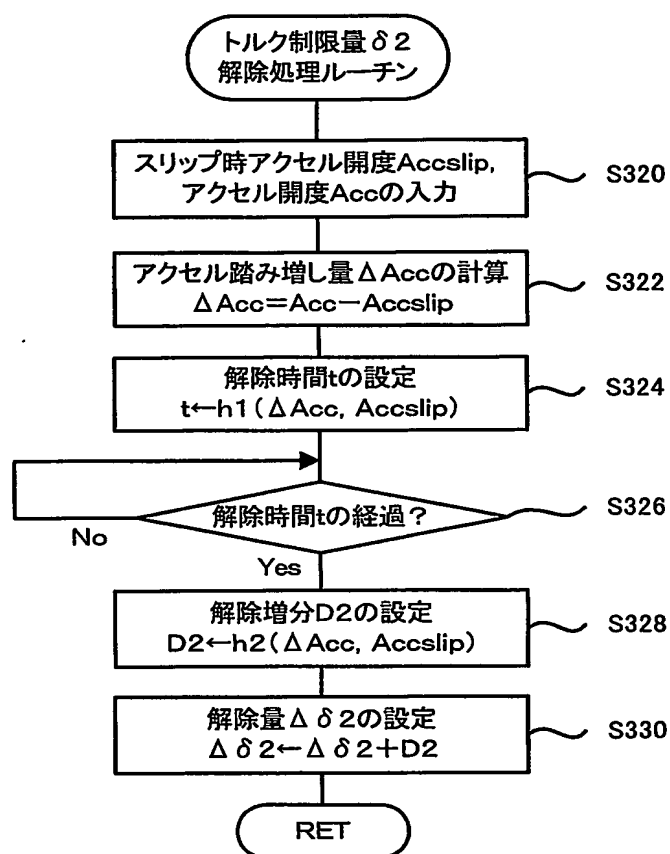 トルク制限量δ2
解除処理ルーチン
スリップ時アクセル開度Accslip,
アクセル開度Accの入力
S320
アクセル踏み増し量ΔAccの計算
ΔAcc=Acc−Accslip
S322
解除時間tの設定
t←h1(ΔAcc, Accslip)
S324
解除時間tの経過?
S326
No
Yes
解除増分D2の設定
D2←h2(ΔAcc, Accslip)
S328
解除量Δδ2の設定
Δδ2←Δδ2+D2
S330
RET